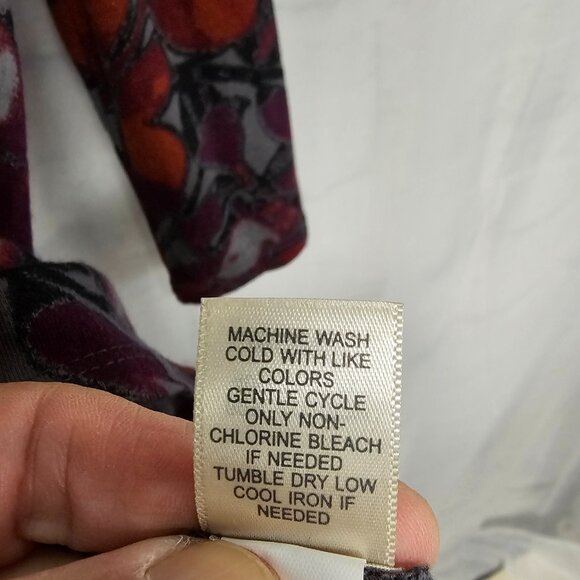 MACHINE WASH
COLD WITH LIKE
COLORS
GENTLE CYCLE
ONLY NON-
CHLORINE BLEACH
IF NEEDED
TUMBLE DRY LOW
COOL IRON IF
NEEDED